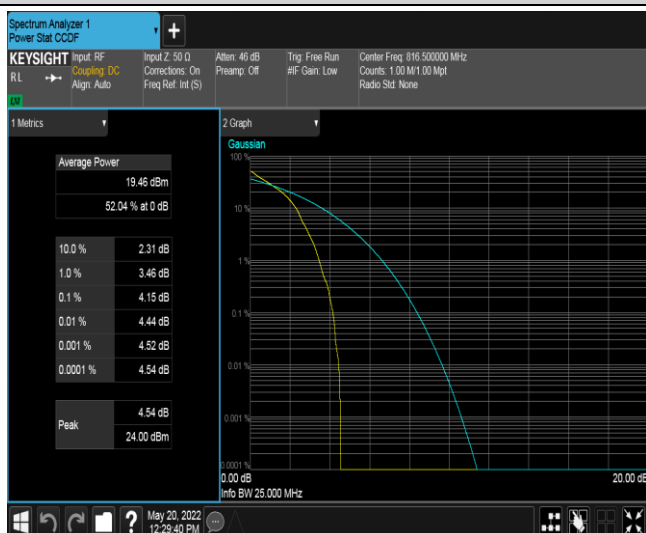 Spectrum Analyzer 1
Power Stat CCDF
+
KEYSIGHT
R L
Input: RF
Coupling: DC
Align: Auto
Input Z: 50 Ω
Corrections: On
Freq Ref: Int (S)
Atten: 46 dB
Preamp: Off
Trig: Free Run
#IF Gain: Low
Center Freq: 816.500000 MHz
Counts: 1.00 M/1.00 Mpt
Radio Std: None
1 Metrics
Average Power
19.46 dBm
52.04 % at 0 dB
10.0 % 2.31 dB
1.0 % 3.46 dB
0.1 % 4.15 dB
0.01 % 4.44 dB
0.001 % 4.52 dB
0.0001 % 4.54 dB
Peak
4.54 dB
24.00 dBm
2 Graph
Gaussian
100 %
10 %
1 %
0.1 %
0.01 %
0.001 %
0.0001 %
0.00 dB
20.00 dB
Info BW 25.000 MHz
?
May 20, 2022
12:29:40 PM